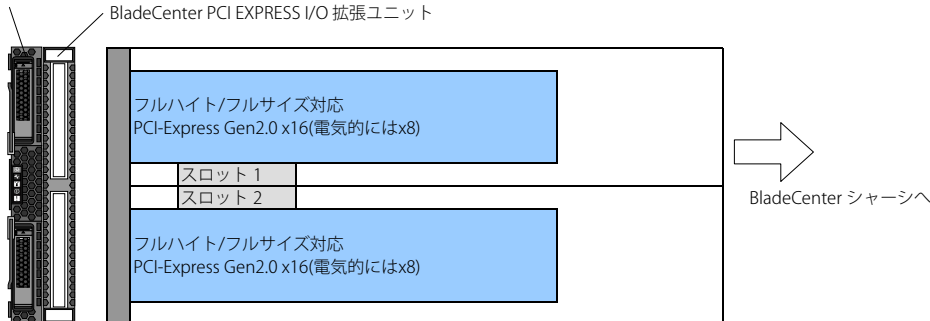 BladeCenter PCI EXPRESS I/O 拡張ユニット
フルハイト/フルサイズ対応
PCI-Express Gen2.0 x16(電気的にはx8)
スロット 1
スロット 2
BladeCenter シャーシへ
フルハイト/フルサイズ対応
PCI-Express Gen2.0 x16(電気的にはx8)